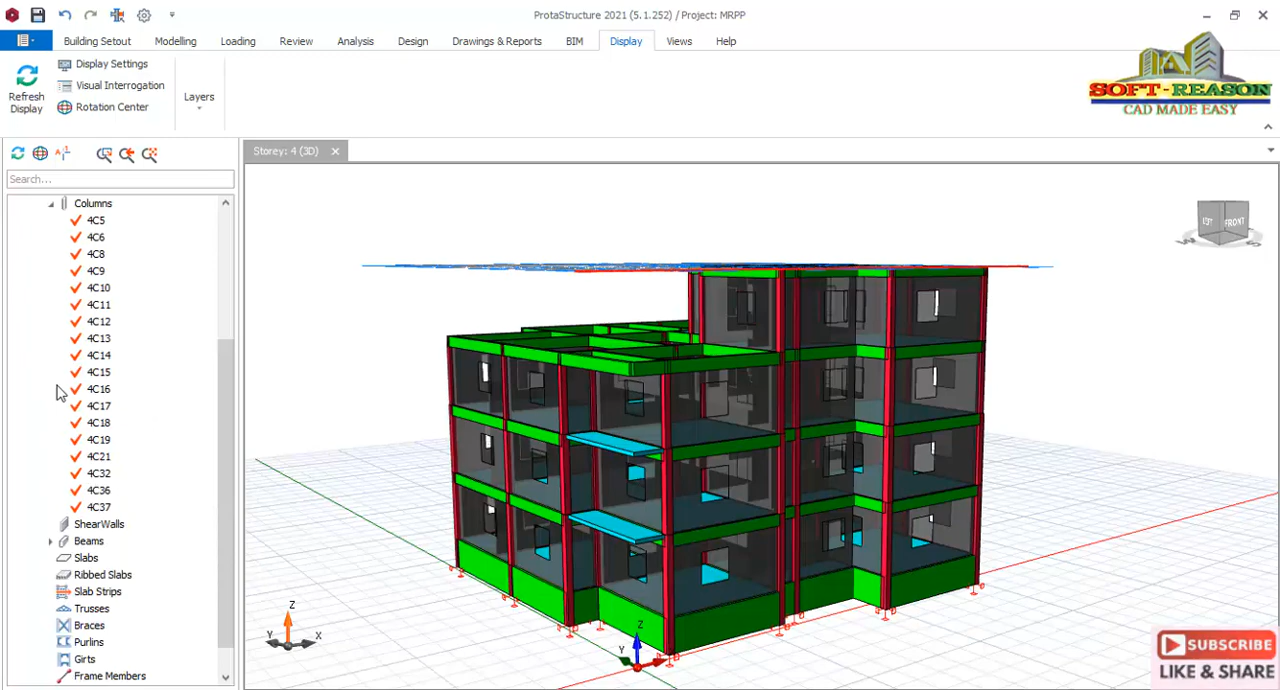 ProtaStructure 2021 (5.1.252) / Project: MRPP
Building Setout
Modelling
Loading
Review
Analysis
Design
Drawings & Reports
BIM
Display
Views
Help
Refresh
Display
Display Settings
Visual Interrogation
Rotation Center
Layers
SOFT-REASON
CAD MADE EASY
Storey: 4 (3D)
Search...
Columns
4C5
4C6
4C8
4C9
4C10
4C11
4C12
4C13
4C14
4C15
4C16
4C17
4C18
4C19
4C21
4C32
4C36
4C37
ShearWalls
Beams
Slabs
Ribbed Slabs
Slab Strips
Trusses
Braces
Purlins
Girts
Frame Members
LEFT
FRONT
Z
Y
X
Z
Y
SUBSCRIBE
LIKE & SHARE